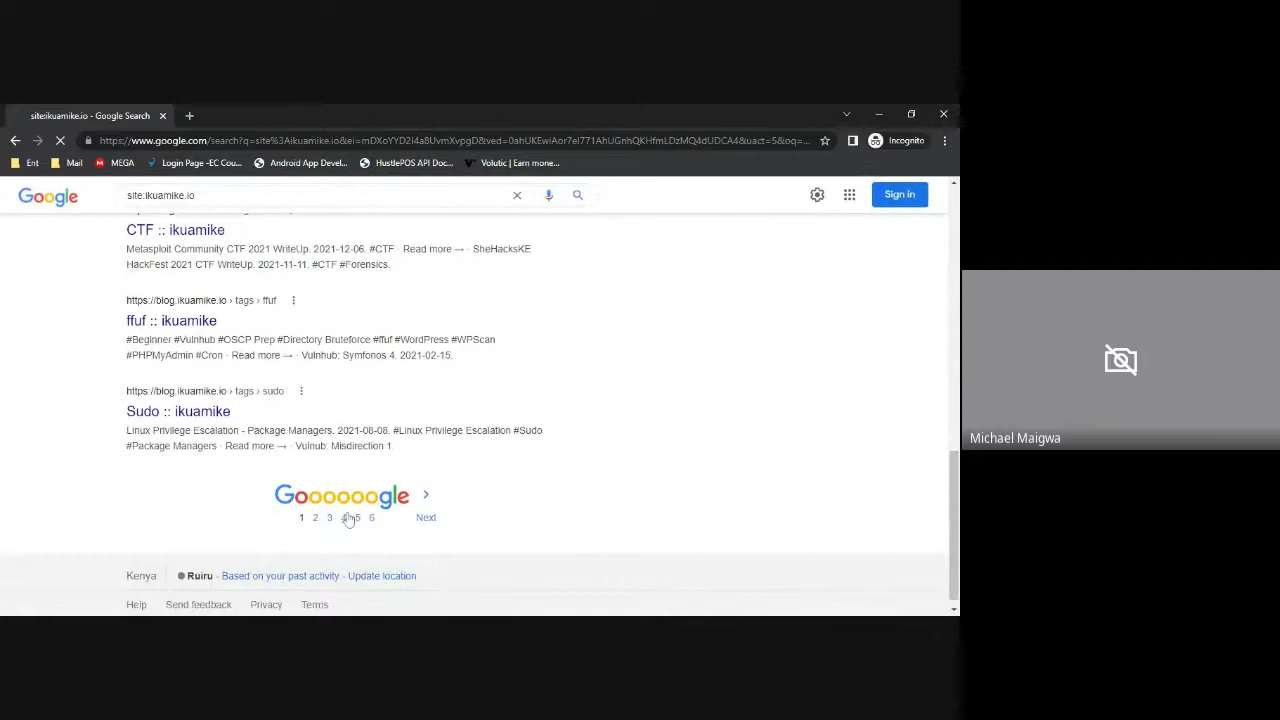 site:ikuamike.io - Google Search
https://www.google.com/search?q=site%3Aikuamike.io&ei=mDXoYYD2I4a8UvmXvpgD&ved=0ahUKEwiAor7el771AhUGnhQKHfmLDzMQ4dUDCA4&uact=5&oq=...
Incognito
Ent
Mail
MEGA
Login Page -EC Cou...
Android App Devel...
HustlePOS API Doc...
Volutic | Earn mone...
Google
site:ikuamike.io
Sign in
CTF :: ikuamike
Metasploit Community CTF 2021 WriteUp. 2021-12-06. #CTF · Read more → · SheHacksKE
HackFest 2021 CTF WriteUp. 2021-11-11. #CTF #Forensics.
https://blog.ikuamike.io › tags › ffuf
ffuf :: ikuamike
#Beginner #Vulnhub #OSCP Prep #Directory Bruteforce #ffuf #WordPress #WPScan
#PHPMyAdmin #Cron · Read more → · Vulnhub: Symfonos 4. 2021-02-15.
https://blog.ikuamike.io › tags › sudo
Sudo :: ikuamike
Linux Privilege Escalation - Package Managers. 2021-08-08. #Linux Privilege Escalation #Sudo
#Package Managers · Read more → · Vulnub: Misdirection 1.
Goooooogle >
1 2 3 4 5 6 Next
Kenya
Ruiru - Based on your past activity - Update location
Help Send feedback Privacy Terms
Michael Maigwa